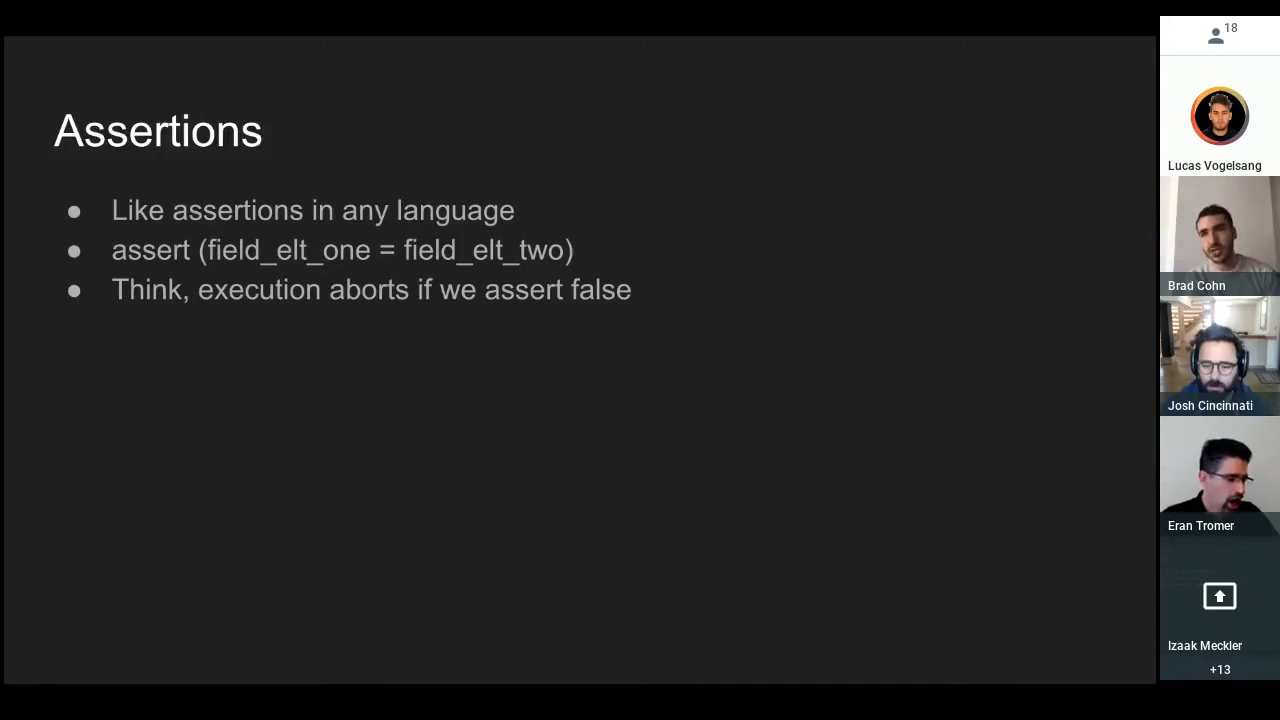 Assertions
● Like assertions in any language
● assert (field_elt_one = field_elt_two)
● Think, execution aborts if we assert false
18
Lucas Vogelsang
Brad Cohn
Josh Cincinnati
Eran Tromer
Izaak Meckler
+13